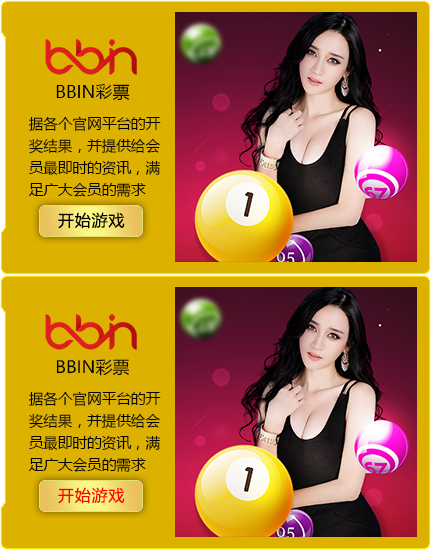 bbin
BBIN彩票
据各个官网平台的开
奖结果，并提供给会
员最即时的资讯，满
足广大会员的需求
开始游戏
1
SZ
05
bbin
BBIN彩票
据各个官网平台的开
奖结果，并提供给会
员最即时的资讯，满
足广大会员的需求
开始游戏
1
SZ
05